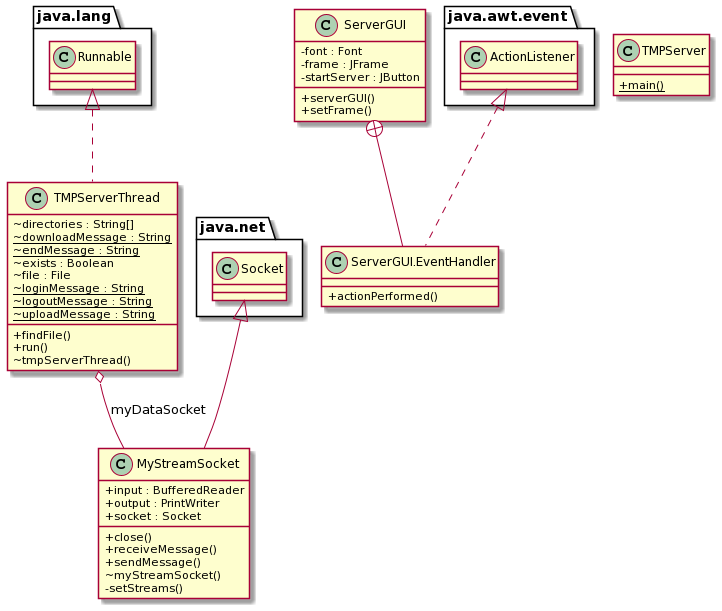 java.lang
C Runnable
C ServerGUI
-font : Font
-frame : JFrame
-startServer : JButton
+serverGUI()
+setFrame()
java.awt.event
C ActionListener
C TMPServer
+main()
C TMPServerThread
~directories : String[]
~downloadMessage : String
~endMessage : String
~exists : Boolean
~file : File
~loginMessage : String
~logoutMessage : String
~uploadMessage : String
+findFile()
+run()
~tmpServerThread()
java.net
C Socket
C ServerGUI.EventHandler
+actionPerformed()
myDataSocket
C MyStreamSocket
+input : BufferedReader
+output : PrintWriter
+socket : Socket
+close()
+receiveMessage()
+sendMessage()
~myStreamSocket()
-setStreams()